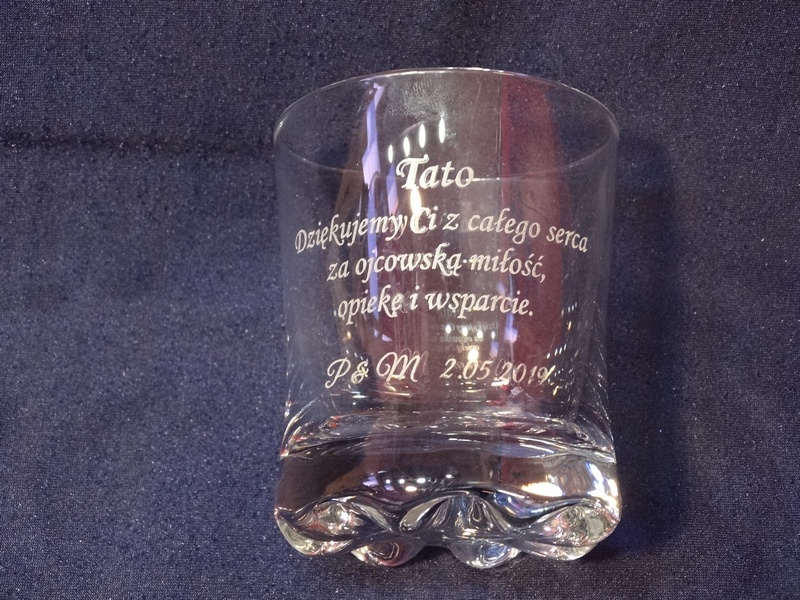 Tato
Dziękujemy Ci z całego serca
za ojcowską miłość,
opiekę i wsparcie.
P & M 2.05.2019